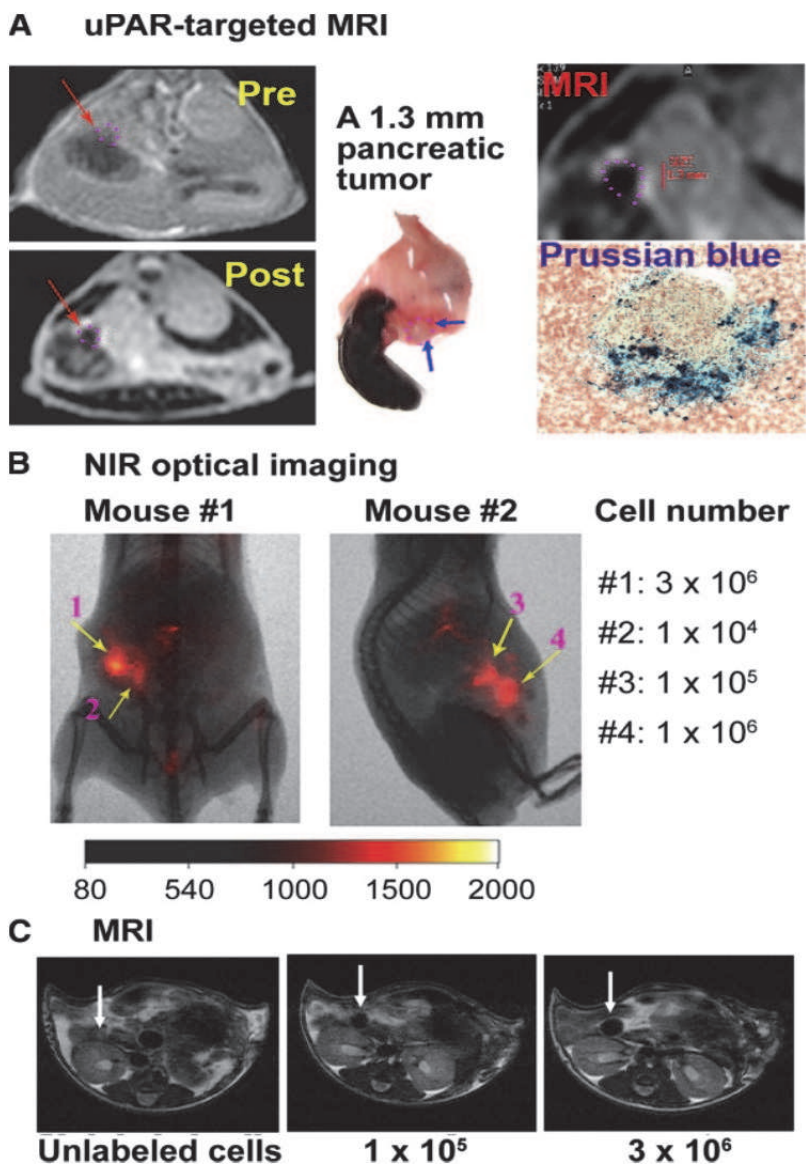 A uPAR-targeted MRI
Pre
Post
A 1.3 mm
pancreatic
tumor
MRI
Prussian blue
B NIR optical imaging
Mouse #1
Mouse #2
Cell number
1
2
3
4
#1: 3 x 10⁶
#2: 1 x 10⁴
#3: 1 x 10⁵
#4: 1 x 10⁶
80 540 1000 1500 2000
C MRI
Unlabeled cells
1 x 10⁵
3 x 10⁶